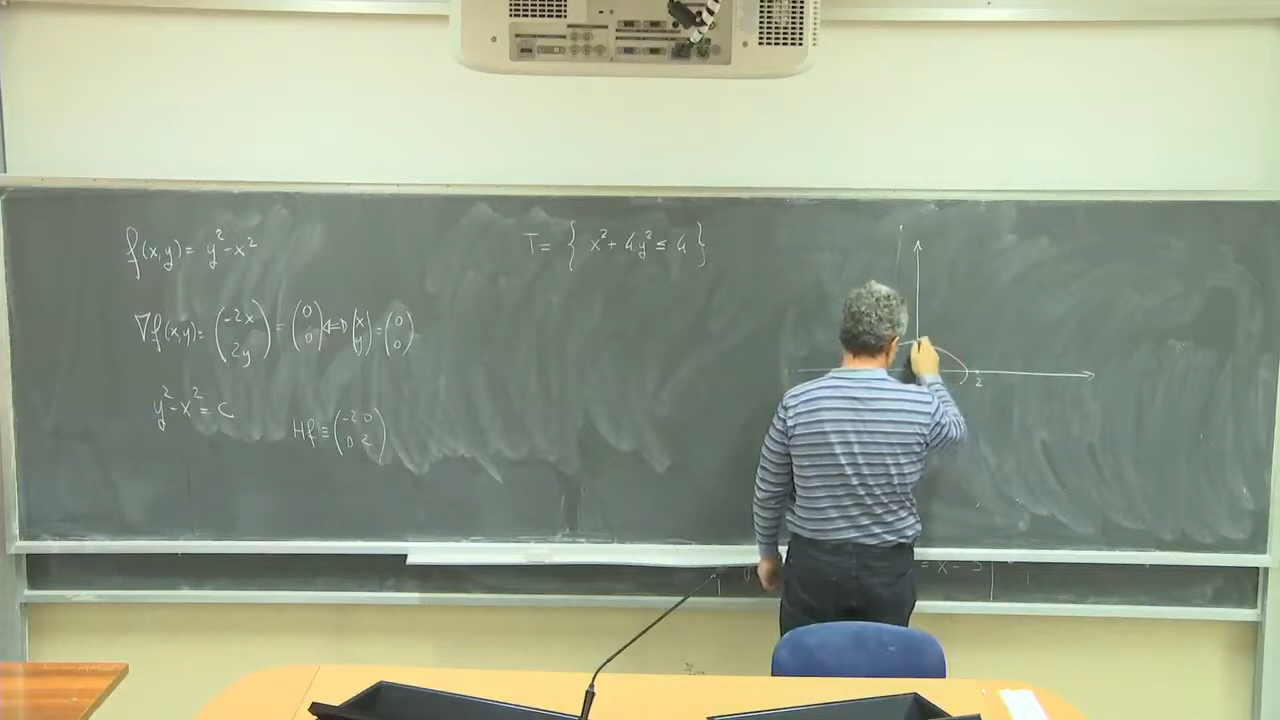 f(x,y) = y² - x²
∇f(x,y) = (-2x 2y) = (0 0) ⟺ (x y) = (0 0)
y² - x² = c
Hf ≡ (-2 0 0 2)
T = { x² + 4y² ≤ 4 }
2
= x -